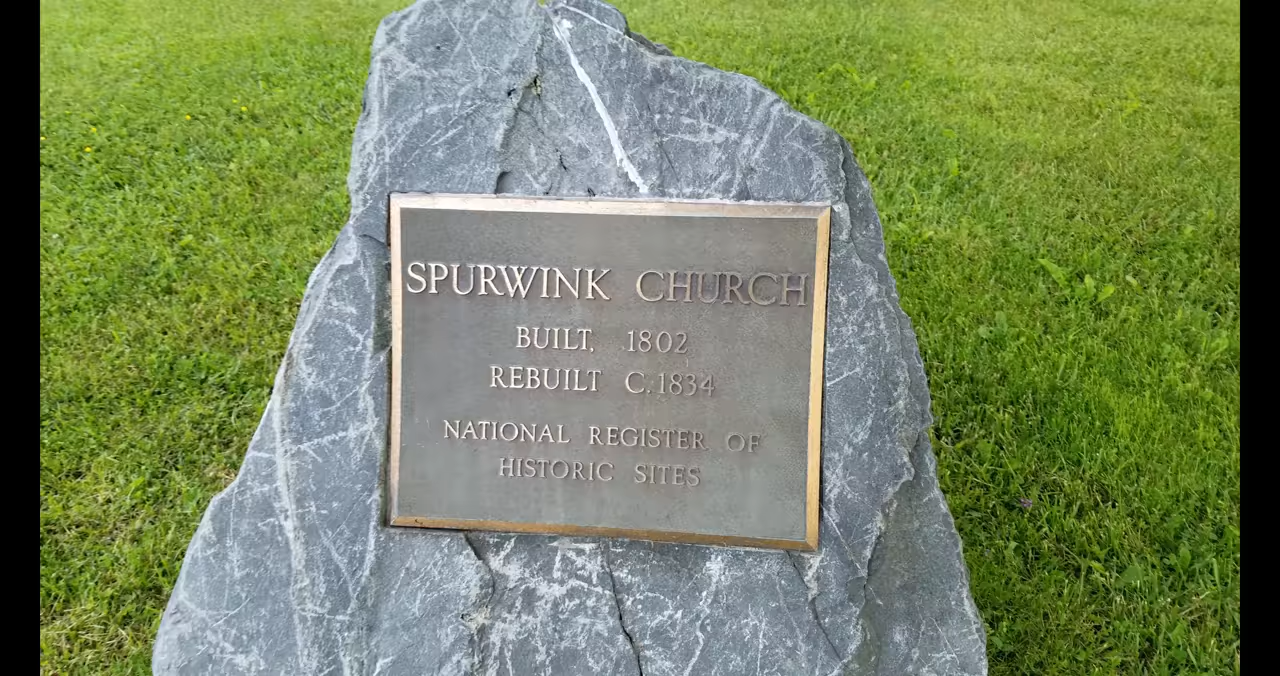 SPURWINK CHURCH
BUILT, 1802
REBUILT C.1834
NATIONAL REGISTER OF
HISTORIC SITES